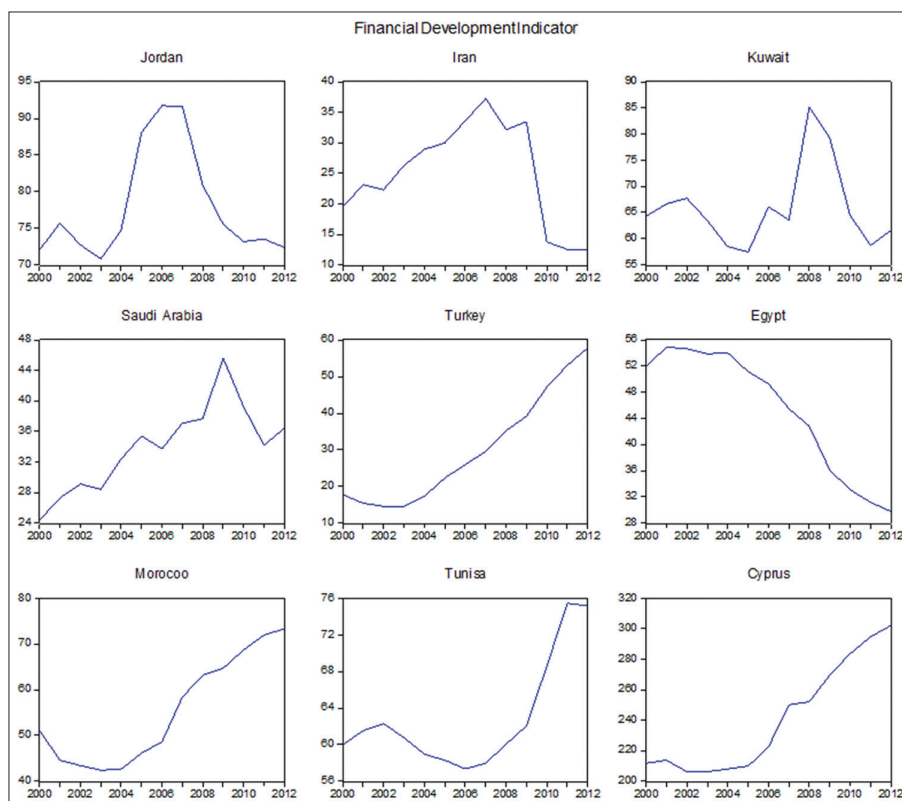 Financial Development Indicator
Jordan Iran Kuwait
95 40 90
90 35 85
85 30 80
80 25 75
75 20 70
70 15 65
10 60
55
2000 2002 2004 2006 2008 2010 2012 2000 2002 2004 2006 2008 2010 2012 2000 2002 2004 2006 2008 2010 2012
Saudi Arabia Turkey Egypt
48 60 56
44 50 52
40 40 48
36 30 44
32 20 40
28 10 36
24 32
28
2000 2002 2004 2006 2008 2010 2012 2000 2002 2004 2006 2008 2010 2012 2000 2002 2004 2006 2008 2010 2012
Morocoo Tunisa Cyprus
80 76 320
70 72 300
60 68 280
50 64 260
40 60 240
56 220
200
2000 2002 2004 2006 2008 2010 2012 2000 2002 2004 2006 2008 2010 2012 2000 2002 2004 2006 2008 2010 2012